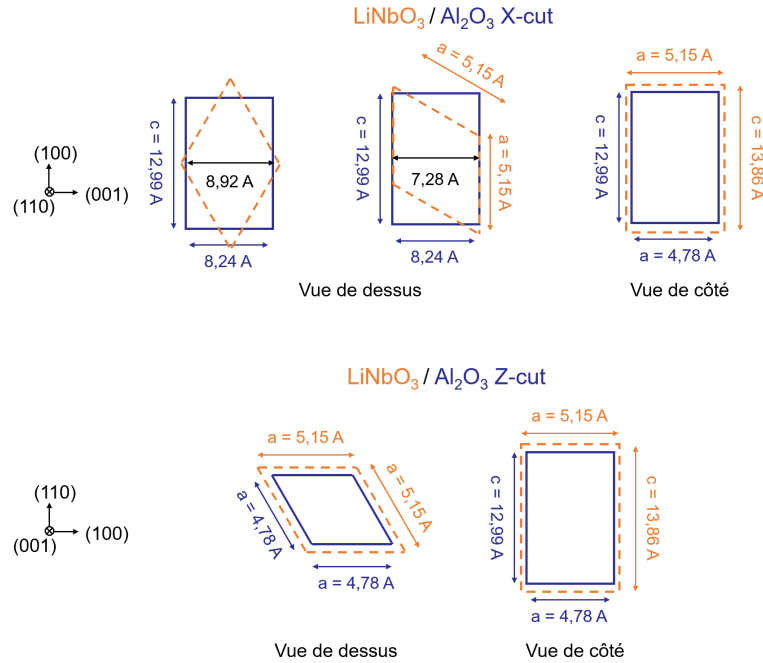 LiNbO₃ / Al₂O₃ X-cut
(100)
(001)
(110)
c = 12,99 A
8,92 A
8,24 A
a = 5,15 A
c = 12,99 A
7,28 A
a = 5,15 A
8,24 A
a = 5,15 A
c = 12,99 A
c = 13,86 A
a = 4,78 A
Vue de dessus
Vue de côté
LiNbO₃ / Al₂O₃ Z-cut
(110)
(100)
(001)
a = 5,15 A
a = 4,78 A
a = 5,15 A
a = 4,78 A
a = 5,15 A
c = 12,99 A
c = 13,86 A
a = 4,78 A
Vue de dessus
Vue de côté